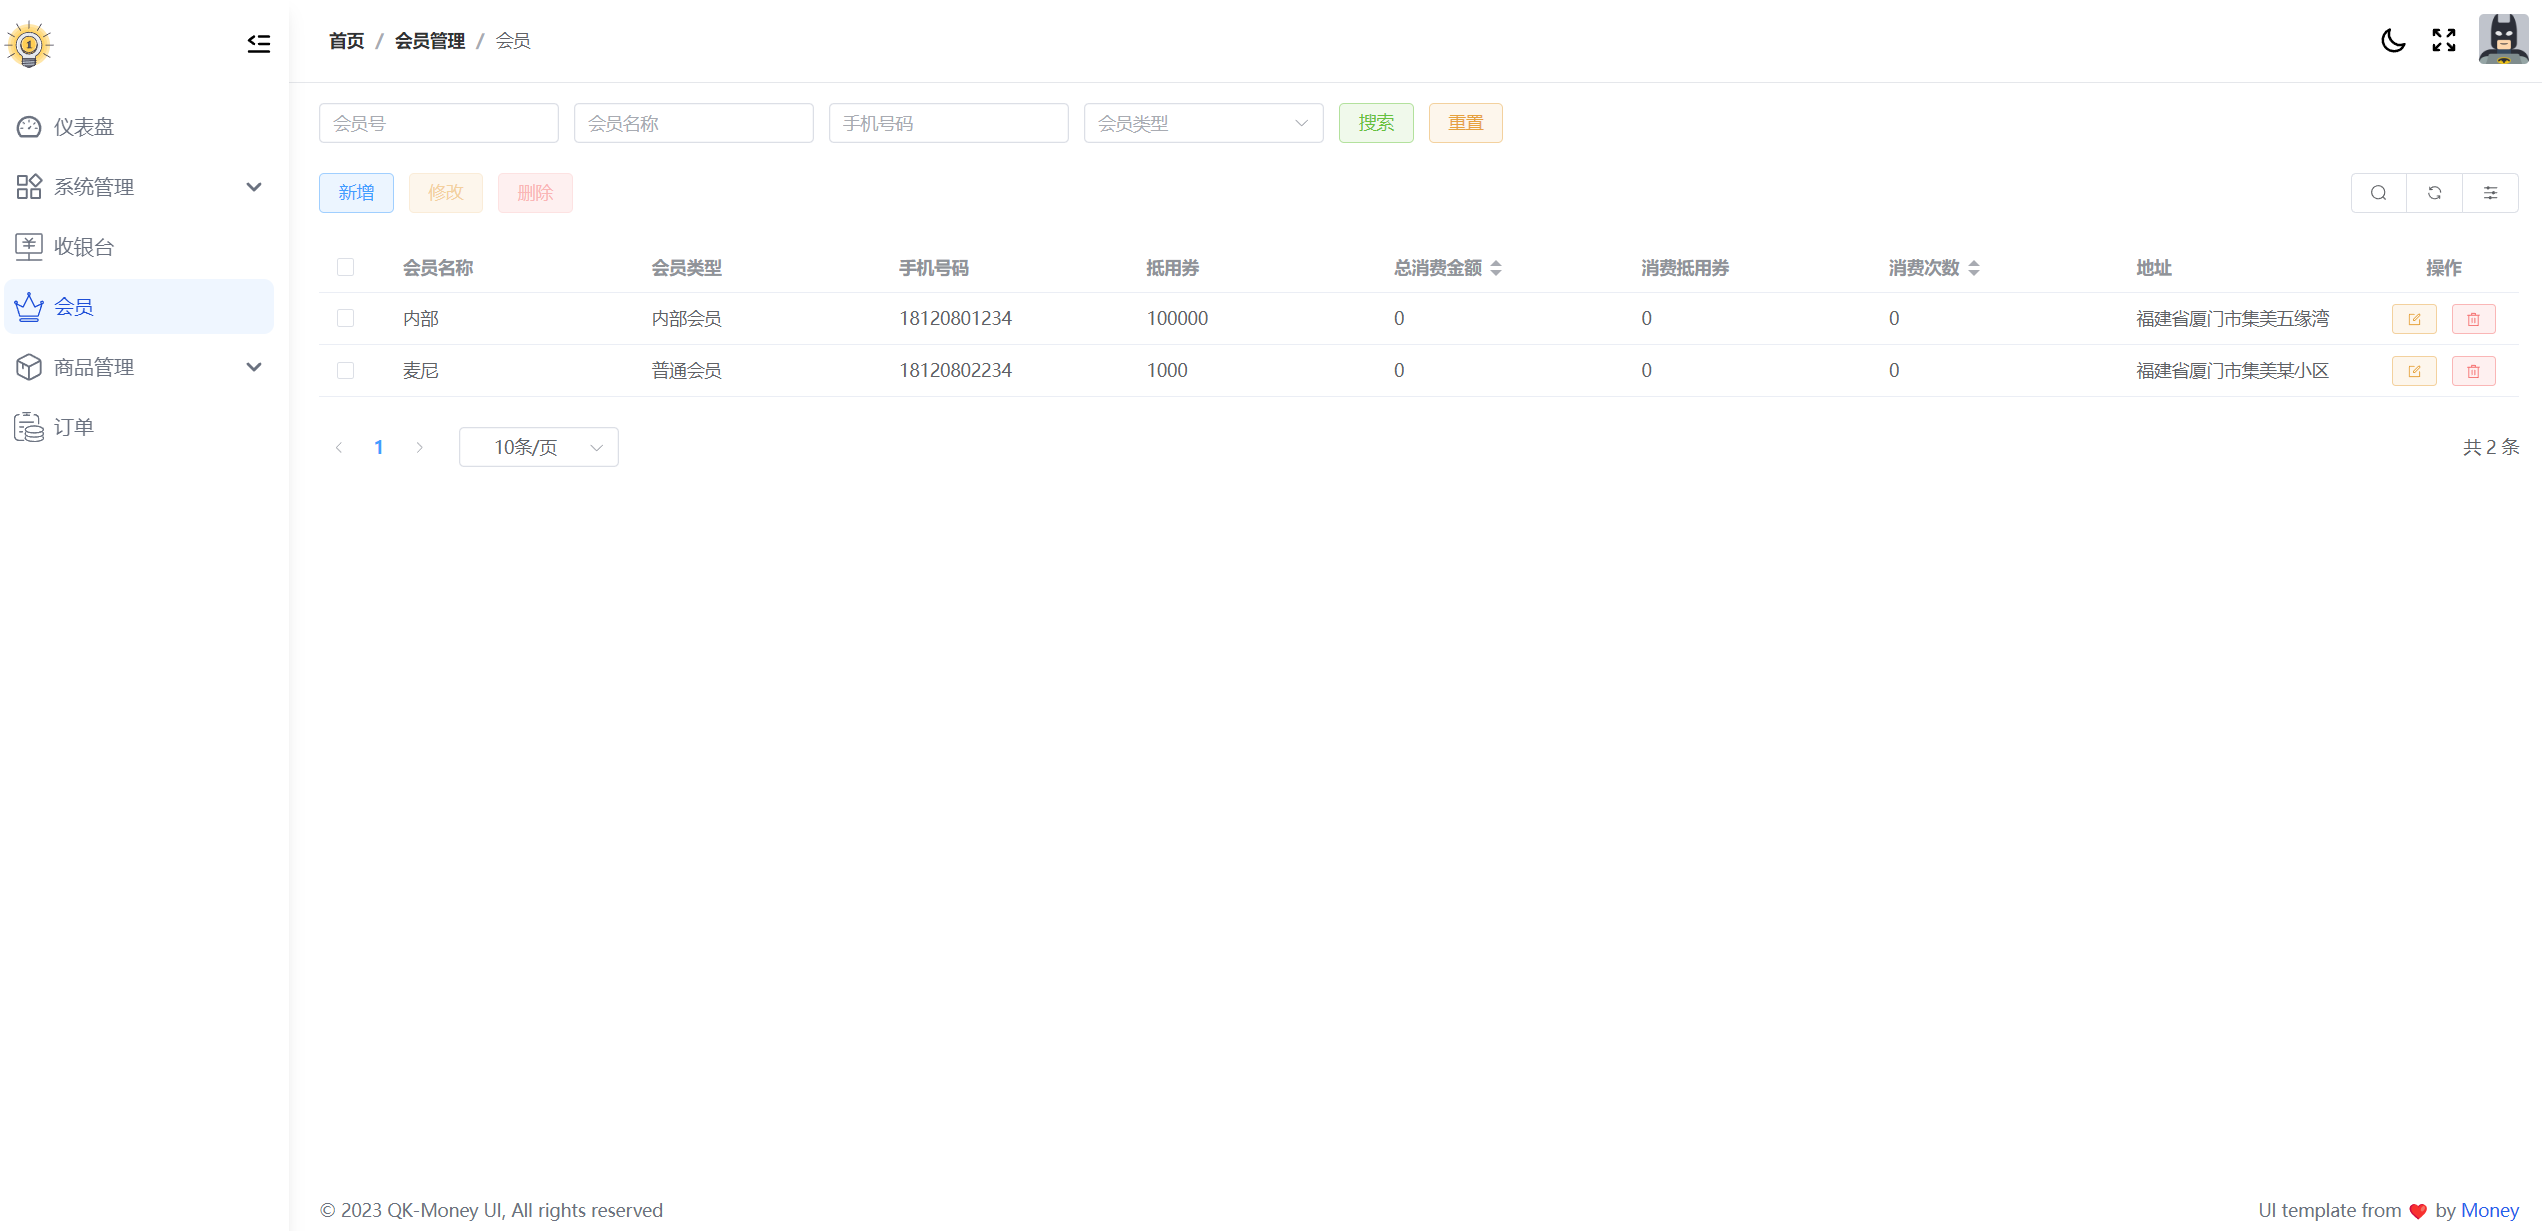 首页 / 会员管理 / 会员
仪表盘
系统管理
收银台
会员
商品管理
订单
会员号 会员名称 手机号码 会员类型 搜索 重置
新增 修改 删除
会员名称 会员类型 手机号码 抵用券 总消费金额 消费抵用券 消费次数 地址 操作
内部 内部会员 18120801234 100000 0 0 0 福建省厦门市集美五缘湾
麦尼 普通会员 18120802234 1000 0 0 0 福建省厦门市集美某小区
1 10条/页 共 2 条
© 2023 QK-Money UI, All rights reserved UI template from ❤ by Money